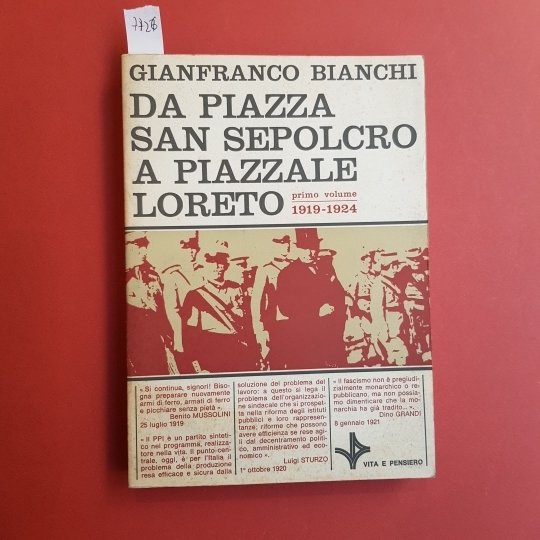 7726
GIANFRANCO BIANCHI
DA PIAZZA
SAN SEPOLCRO
A PIAZZALE
LORETO
primo volume
1919-1924
« Si continua, signori! Biso-
gna preparare nuovamente
armi di ferro, armati di ferro
e picchiare senza pietà ».
Benito MUSSOLINI
25 luglio 1919
« Il PPI è un partito sinteti-
co nel programma, realizza-
tore nella vita. Il punto-cen-
trale, oggi, è per l'Italia il
problema della produzione
resa efficace e sicura dalla
soluzione del problema del
lavoro: a questo si lega il
problema dell'organizzazio-
ne sindacale che si prospet-
ta nella riforma degli istituti
pubblici e loro rappresen-
tanze; riforme che possono
avere efficienza se rese agi-
li dal decentramento politi-
co, amministrativo ed eco-
nomico ».
Luigi STURZO
1° ottobre 1920
« Il fascismo non è pregiudi-
zialmente monarchico o re-
pubblicano, ma non possia-
mo dimenticare che la mo-
narchia ha già tradito... ».
Dino GRANDI
8 gennaio 1921
VITA E PENSIERO